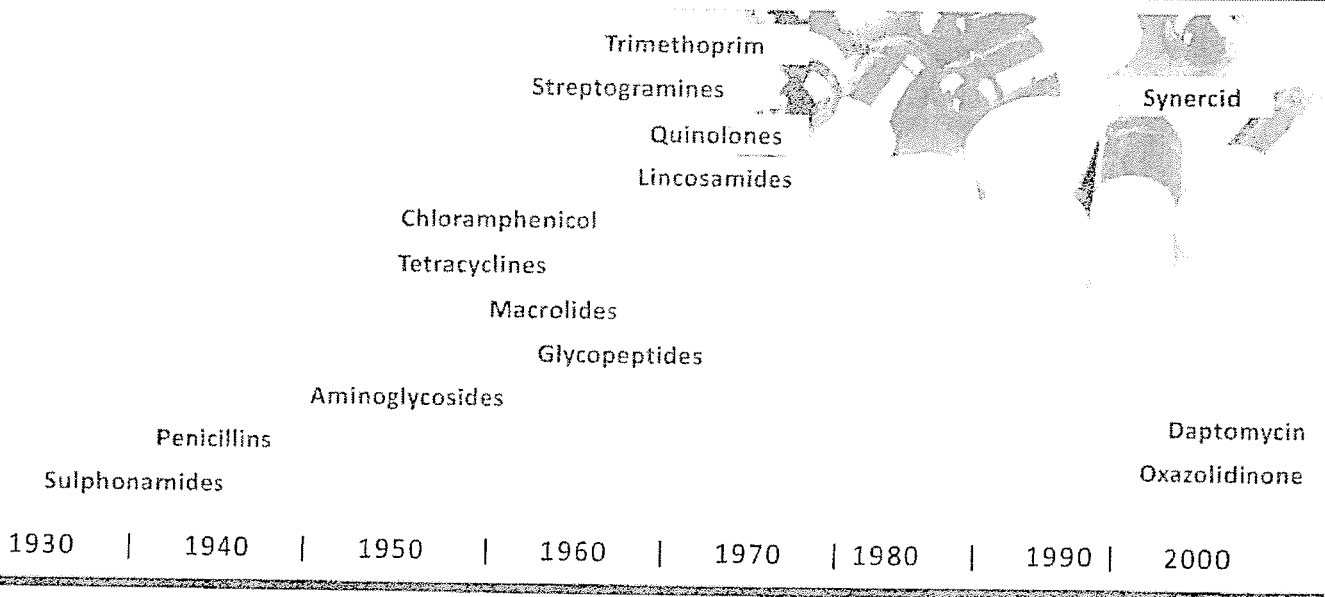 Trimethoprim
Streptogramines
Synercid
Quinolones
Lincosamides
Chloramphenicol
Tetracyclines
Macrolides
Glycopeptides
Aminoglycosides
Penicillins
Daptomycin
Sulphonamides
Oxazolidinone
1930 | 1940 | 1950 | 1960 | 1970 | 1980 | 1990 | 2000